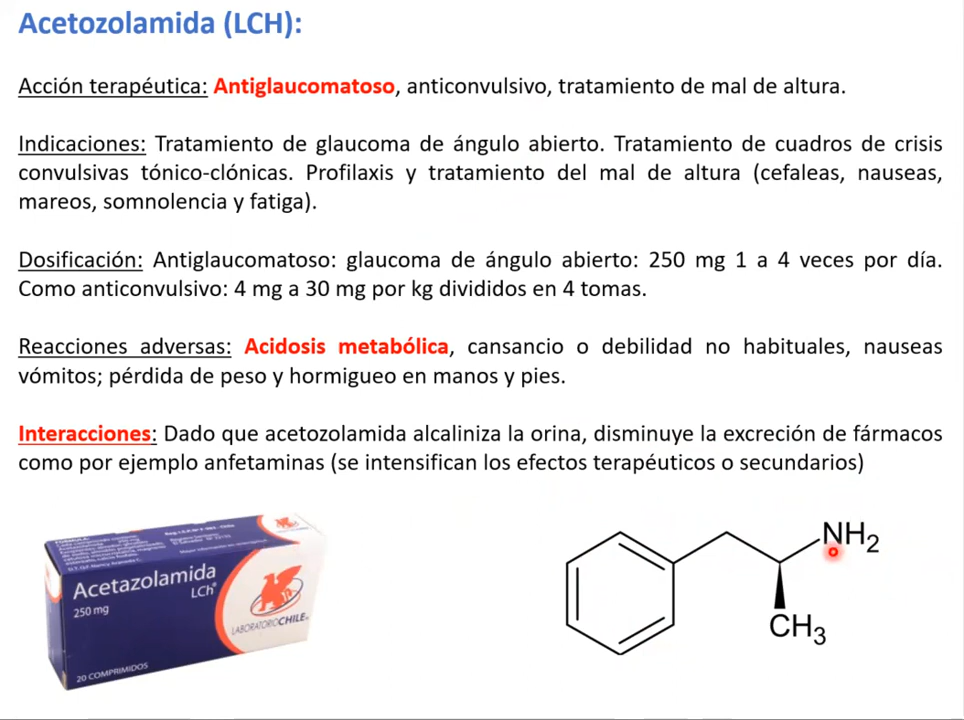 Acetozolamida (LCH):
Acción terapéutica: Antiglaucomatoso, anticonvulsivo, tratamiento de mal de altura.
Indicaciones: Tratamiento de glaucoma de ángulo abierto. Tratamiento de cuadros de crisis
convulsivas tónico-clónicas. Profilaxis y tratamiento del mal de altura (cefaleas, nauseas,
mareos, somnolencia y fatiga).
Dosificación: Antiglaucomatoso: glaucoma de ángulo abierto: 250 mg 1 a 4 veces por día.
Como anticonvulsivo: 4 mg a 30 mg por kg divididos en 4 tomas.
Reacciones adversas: Acidosis metabólica, cansancio o debilidad no habituales, nauseas
vómitos; pérdida de peso y hormigueo en manos y pies.
Interacciones: Dado que acetozolamida alcaliniza la orina, disminuye la excreción de fármacos
como por ejemplo anfetaminas (se intensifican los efectos terapéuticos o secundarios)
Acetazolamida
LCh®
250 mg
LABORATORIOCHILE
20 COMPRIMIDOS
NH2
CH3